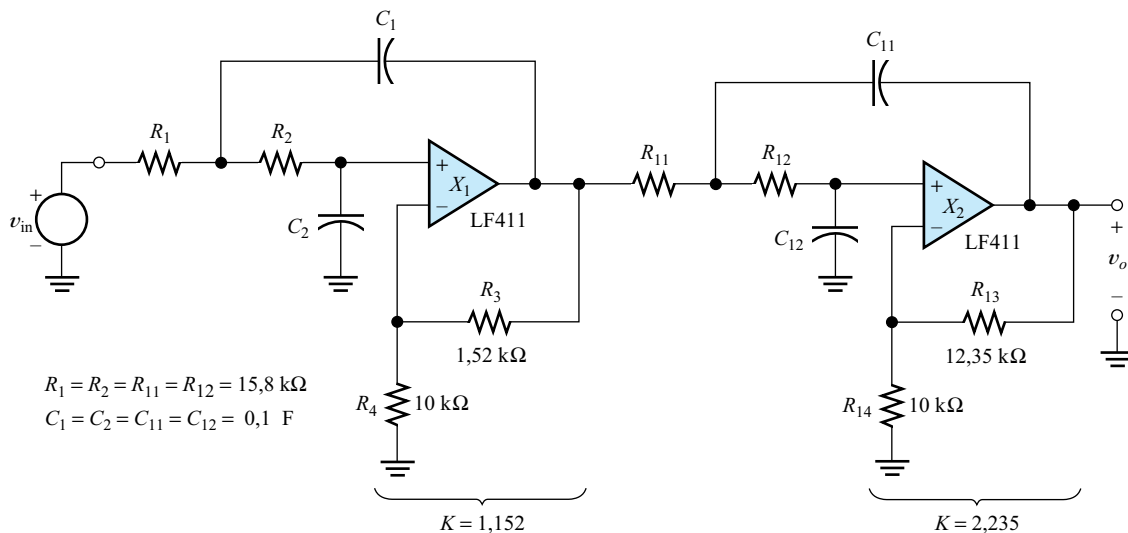 C₁
C₁₁
R₁
R₂
R₁₁
R₁₂
+
X₁
−
LF411
+
X₂
−
LF411
+
v_in
−
C₂
C₁₂
+
v_o
−
R₃
1,52 kΩ
R₁₃
12,35 kΩ
R₁ = R₂ = R₁₁ = R₁₂ = 15,8 kΩ
C₁ = C₂ = C₁₁ = C₁₂ = 0,1 F
R₄ 10 kΩ
R₁₄ 10 kΩ
K = 1,152
K = 2,235